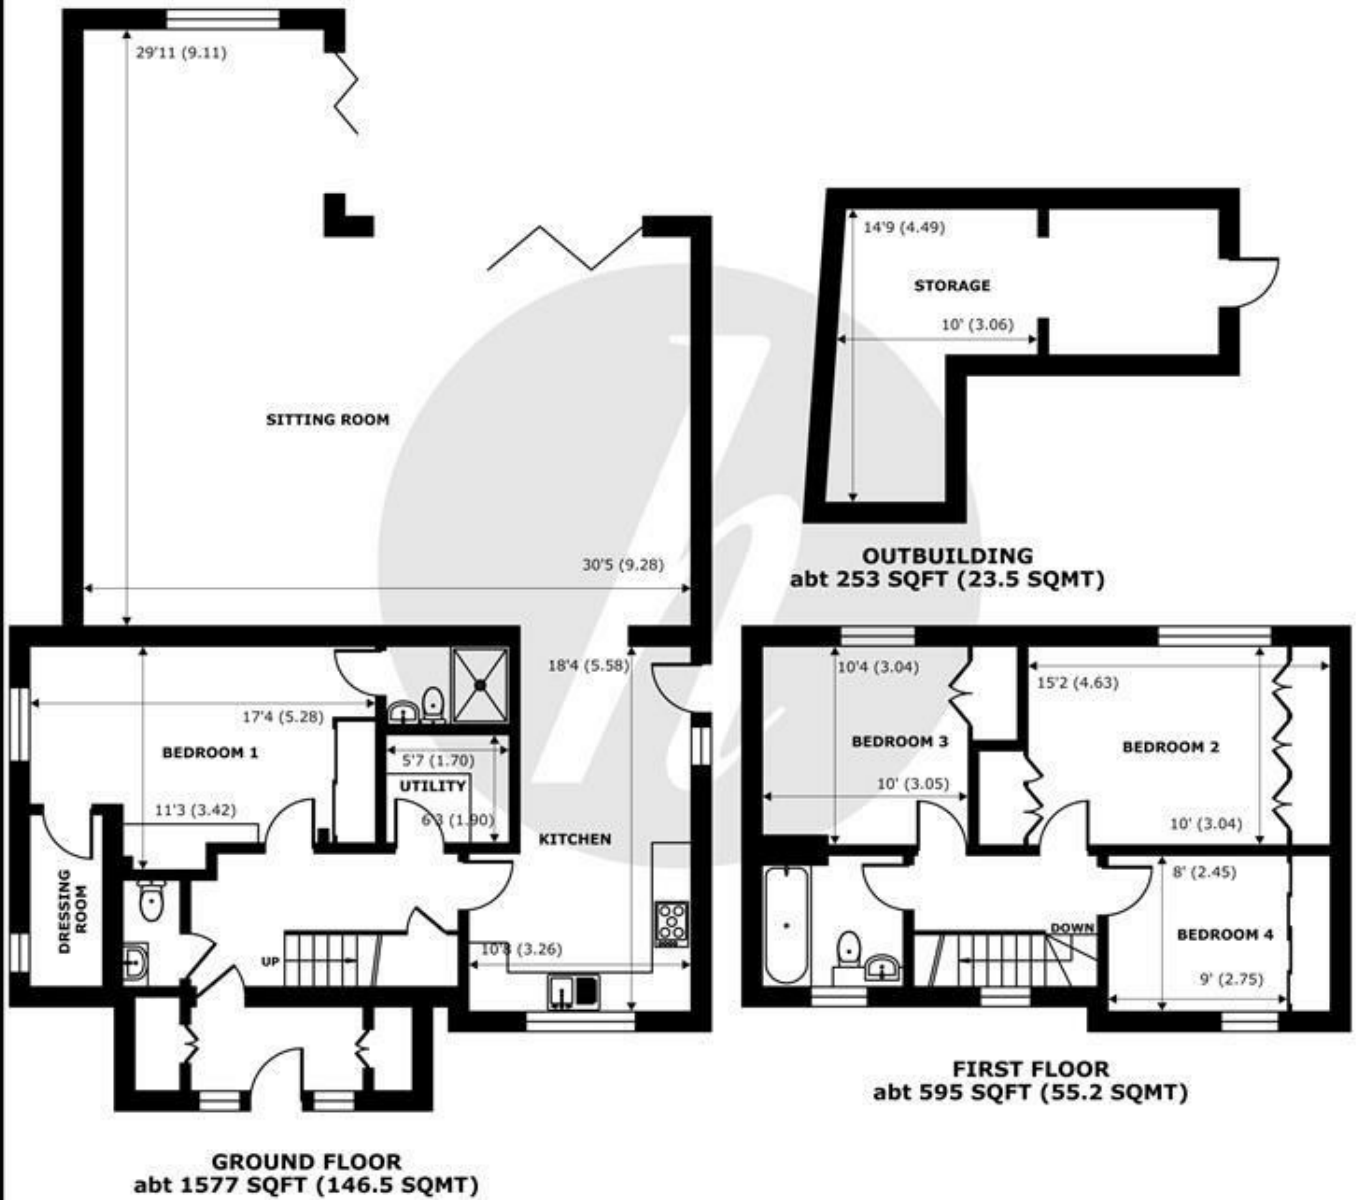 29'11 (9.11)
SITTING ROOM
30'5 (9.28)
14'9 (4.49)
STORAGE
10' (3.06)
OUTBUILDING
abt 253 SQFT (23.5 SQMT)
17'4 (5.28)
BEDROOM 1
11'3 (3.42)
5'7 (1.70)
UTILITY
6'3 (1.90)
18'4 (5.58)
KITCHEN
10'8 (3.26)
DRESSING
ROOM
UP
GROUND FLOOR
abt 1577 SQFT (146.5 SQMT)
10'4 (3.04)
BEDROOM 3
10' (3.05)
15'2 (4.63)
BEDROOM 2
10' (3.04)
8' (2.45)
BEDROOM 4
9' (2.75)
DOWN
FIRST FLOOR
abt 595 SQFT (55.2 SQMT)
h